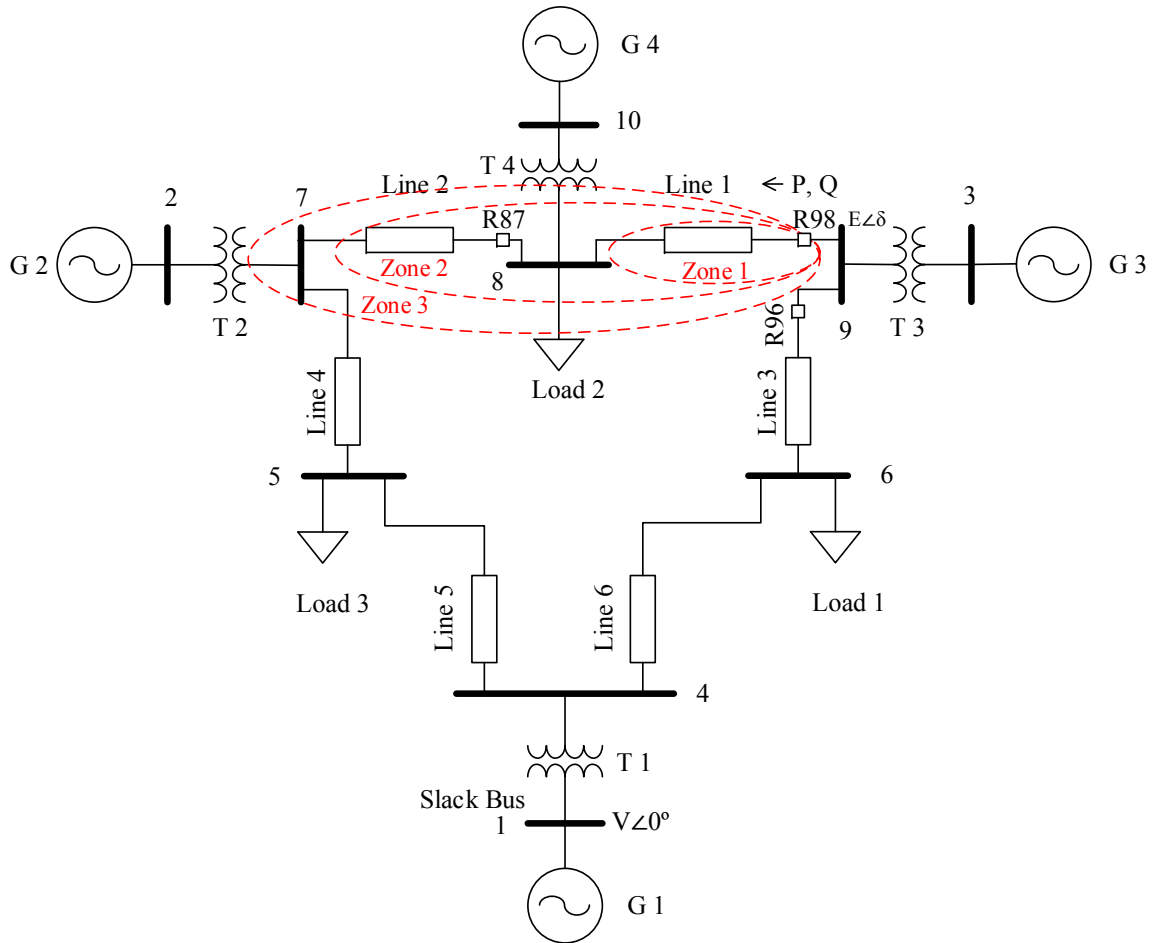 G 4
10
T 4
Line 2
Line 1
← P, Q
2
7
3
R87
R98
E∠δ
G 2
Zone 2
8
Zone 1
G 3
Zone 3
T 2
R96
9
T 3
Load 2
Line 4
Line 3
5
6
Load 3
Line 5
Line 6
Load 1
4
T 1
Slack Bus
1
V∠0º
G 1